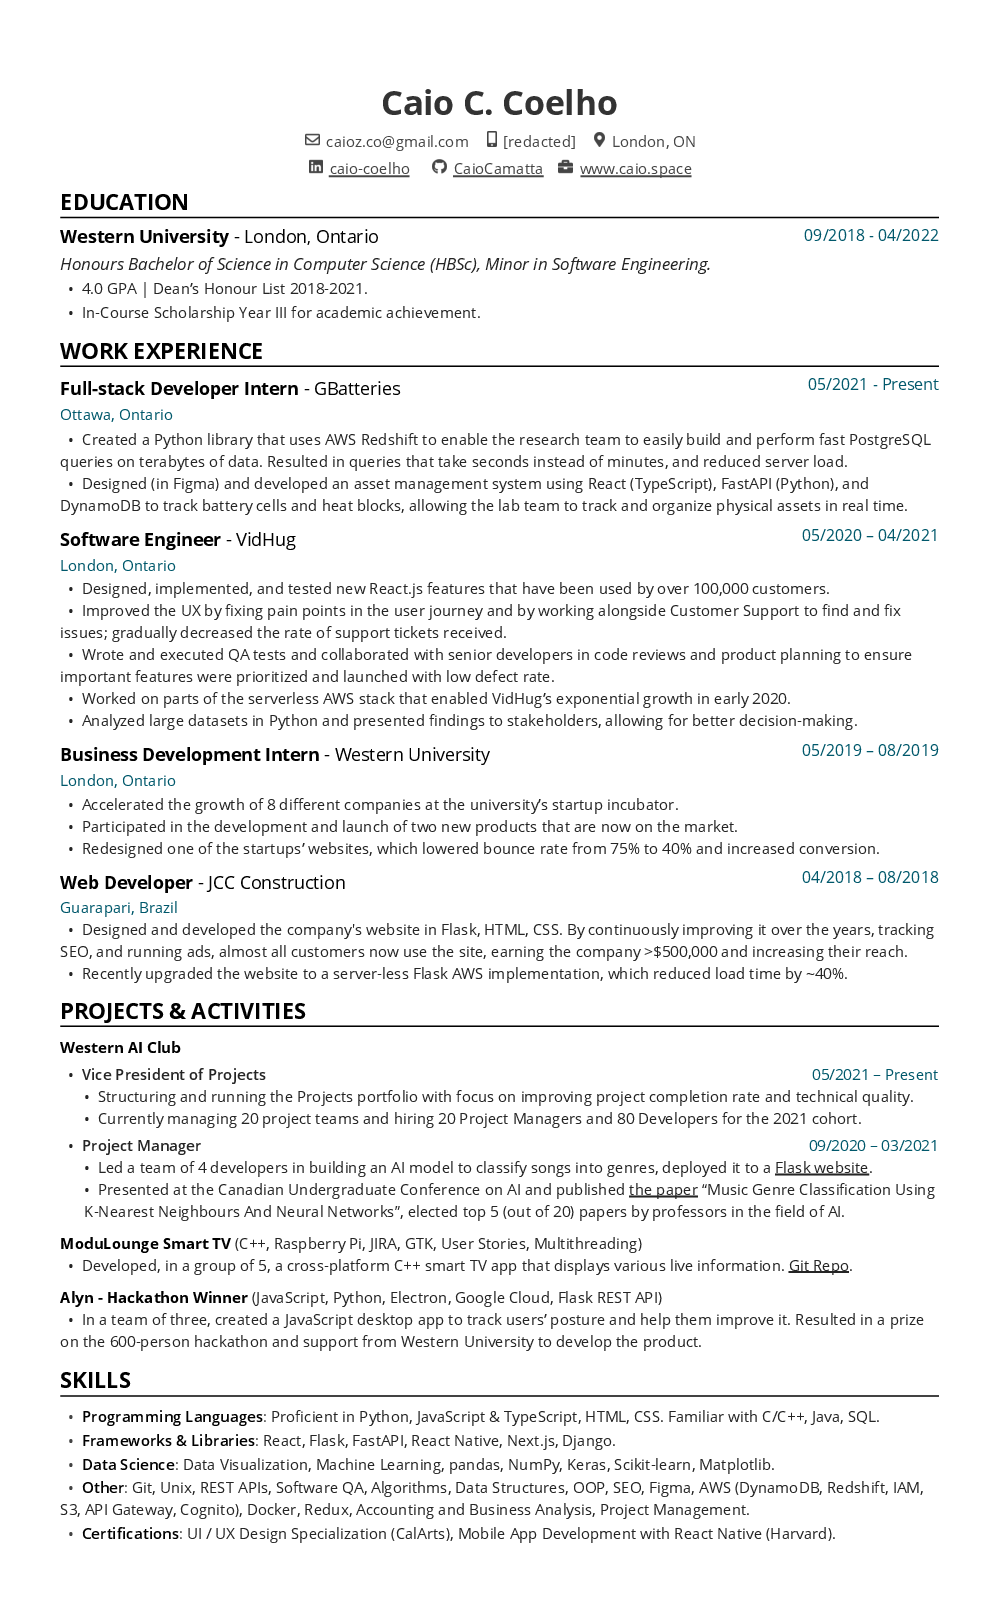 Caio C. Coelho
caioz.co@gmail.com [redacted] London, ON
caio-coelho CaioCamatta www.caio.space
EDUCATION
Western University - London, Ontario 09/2018 - 04/2022
Honours Bachelor of Science in Computer Science (HBSc), Minor in Software Engineering.
• 4.0 GPA | Dean’s Honour List 2018-2021.
• In-Course Scholarship Year III for academic achievement.
WORK EXPERIENCE
Full-stack Developer Intern - GBatteries 05/2021 - Present
Ottawa, Ontario
• Created a Python library that uses AWS Redshift to enable the research team to easily build and perform fast PostgreSQL
queries on terabytes of data. Resulted in queries that take seconds instead of minutes, and reduced server load.
• Designed (in Figma) and developed an asset management system using React (TypeScript), FastAPI (Python), and
DynamoDB to track battery cells and heat blocks, allowing the lab team to track and organize physical assets in real time.
Software Engineer - VidHug 05/2020 – 04/2021
London, Ontario
• Designed, implemented, and tested new React.js features that have been used by over 100,000 customers.
• Improved the UX by fixing pain points in the user journey and by working alongside Customer Support to find and fix
issues; gradually decreased the rate of support tickets received.
• Wrote and executed QA tests and collaborated with senior developers in code reviews and product planning to ensure
important features were prioritized and launched with low defect rate.
• Worked on parts of the serverless AWS stack that enabled VidHug’s exponential growth in early 2020.
• Analyzed large datasets in Python and presented findings to stakeholders, allowing for better decision-making.
Business Development Intern - Western University 05/2019 – 08/2019
London, Ontario
• Accelerated the growth of 8 different companies at the university’s startup incubator.
• Participated in the development and launch of two new products that are now on the market.
• Redesigned one of the startups’ websites, which lowered bounce rate from 75% to 40% and increased conversion.
Web Developer - JCC Construction 04/2018 – 08/2018
Guarapari, Brazil
• Designed and developed the company's website in Flask, HTML, CSS. By continuously improving it over the years, tracking
SEO, and running ads, almost all customers now use the site, earning the company >$500,000 and increasing their reach.
• Recently upgraded the website to a server-less Flask AWS implementation, which reduced load time by ~40%.
PROJECTS & ACTIVITIES
Western AI Club
• Vice President of Projects 05/2021 – Present
• Structuring and running the Projects portfolio with focus on improving project completion rate and technical quality.
• Currently managing 20 project teams and hiring 20 Project Managers and 80 Developers for the 2021 cohort.
• Project Manager 09/2020 – 03/2021
• Led a team of 4 developers in building an AI model to classify songs into genres, deployed it to a Flask website.
• Presented at the Canadian Undergraduate Conference on AI and published the paper “Music Genre Classification Using
K-Nearest Neighbours And Neural Networks”, elected top 5 (out of 20) papers by professors in the field of AI.
ModuLounge Smart TV (C++, Raspberry Pi, JIRA, GTK, User Stories, Multithreading)
• Developed, in a group of 5, a cross-platform C++ smart TV app that displays various live information. Git Repo.
Alyn - Hackathon Winner (JavaScript, Python, Electron, Google Cloud, Flask REST API)
• In a team of three, created a JavaScript desktop app to track users’ posture and help them improve it. Resulted in a prize
on the 600-person hackathon and support from Western University to develop the product.
SKILLS
• Programming Languages: Proficient in Python, JavaScript & TypeScript, HTML, CSS. Familiar with C/C++, Java, SQL.
• Frameworks & Libraries: React, Flask, FastAPI, React Native, Next.js, Django.
• Data Science: Data Visualization, Machine Learning, pandas, NumPy, Keras, Scikit-learn, Matplotlib.
• Other: Git, Unix, REST APIs, Software QA, Algorithms, Data Structures, OOP, SEO, Figma, AWS (DynamoDB, Redshift, IAM,
S3, API Gateway, Cognito), Docker, Redux, Accounting and Business Analysis, Project Management.
• Certifications: UI / UX Design Specialization (CalArts), Mobile App Development with React Native (Harvard).